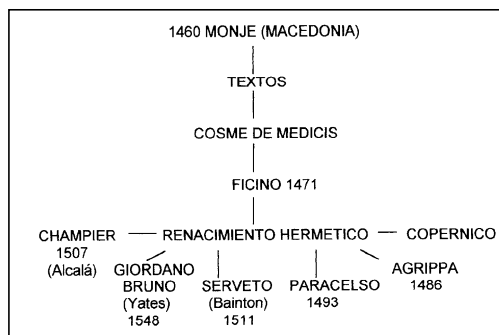 1460 MONJE (MACEDONIA)
TEXTOS
COSME DE MEDICIS
FICINO 1471
CHAMPIER
1507
(Alcalá)
RENACIMIENTO HERMETICO
COPERNICO
GIORDANO
BRUNO
(Yates)
1548
SERVETO
(Bainton)
1511
PARACELSO
1493
AGRIPPA
1486